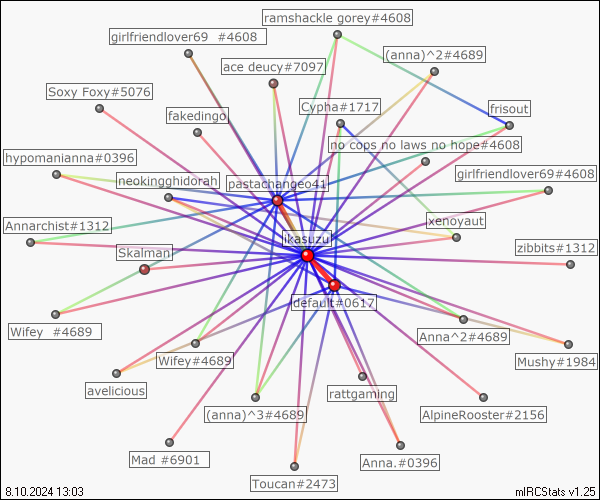 ramshackle gorey#4608
girlfriendlover69 #4608
(anna)^2#4689
ace deucy#7097
Soxy Foxy#5076
Cypha#1717
frisout
fakedingo
no cops no laws no hope#4608
hypomanianna#0396
neokingghidorah
pastachangeo41
girlfriendlover69#4608
Annarchist#1312
xenoyaut
ikasuzu
Skalman
zibbits#1312
default#0617
Wifey #4689
Anna^2#4689
Wifey#4689
Mushy#1984
avelicious
rattgaming
(anna)^3#4689
AlpineRooster#2156
Mad #6901
Anna.#0396
Toucan#2473
8.10.2024 13:03
mIRCStats v1.25